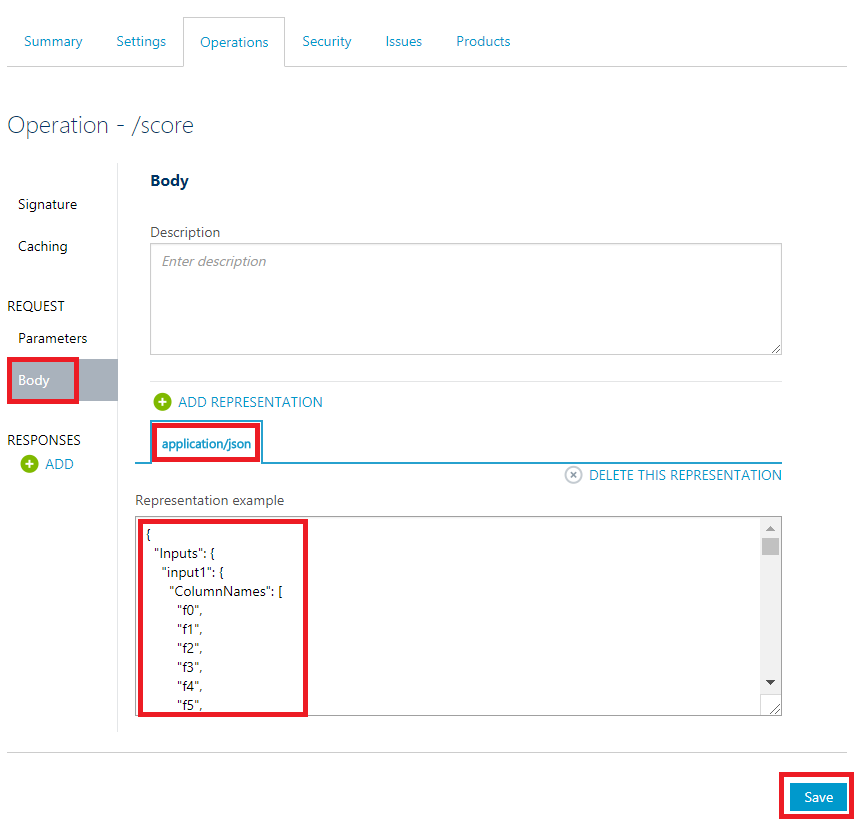 Summary Settings Operations Security Issues Products
Operation - /score
Signature
Caching
REQUEST
Parameters
Body
RESPONSES
ADD
Body
Description
Enter description
ADD REPRESENTATION
application/json
DELETE THIS REPRESENTATION
Representation example
{
"Inputs": {
"input1": {
"ColumnNames": [
"f0",
"f1",
"f2",
"f3",
"f4",
"f5",
Save